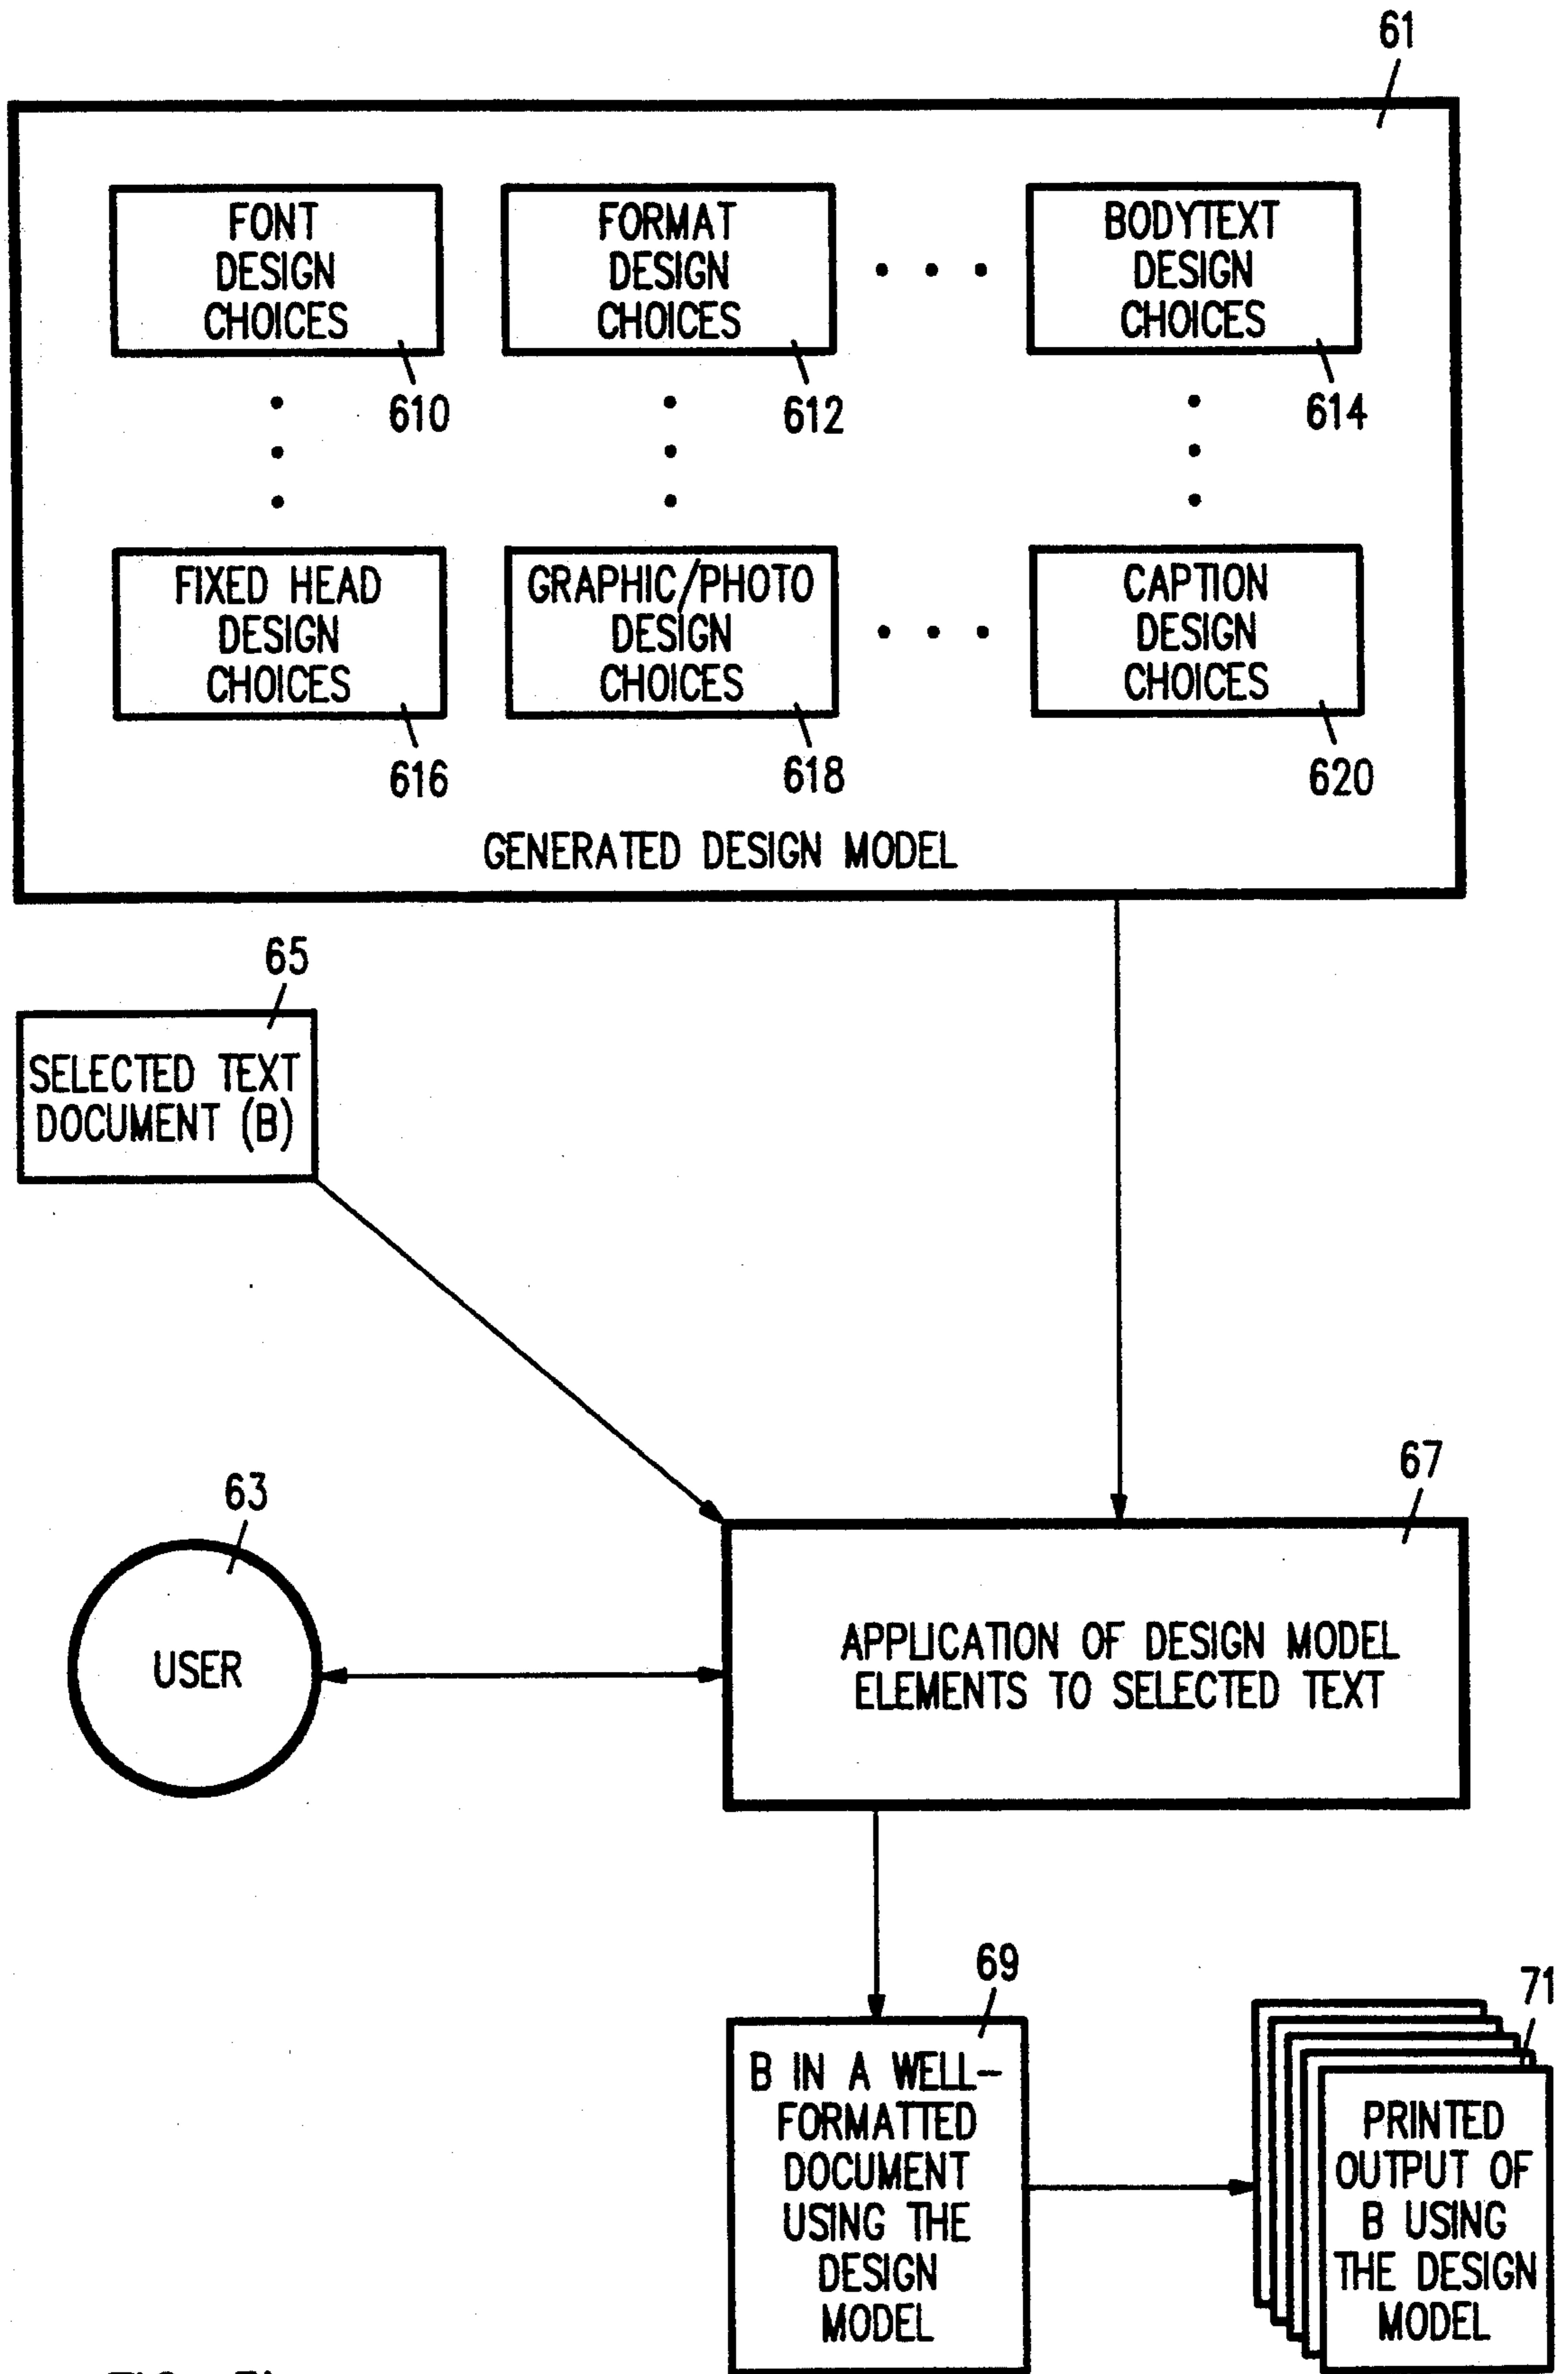 61
FONT
DESIGN
CHOICES
610
FORMAT
DESIGN
CHOICES
612
BODYTEXT
DESIGN
CHOICES
614
FIXED HEAD
DESIGN
CHOICES
616
GRAPHIC/PHOTO
DESIGN
CHOICES
618
CAPTION
DESIGN
CHOICES
620
GENERATED DESIGN MODEL
65
SELECTED TEXT
DOCUMENT (B)
63
USER
67
APPLICATION OF DESIGN MODEL
ELEMENTS TO SELECTED TEXT
69
B IN A WELL-
FORMATTED
DOCUMENT
USING THE
DESIGN
MODEL
71
PRINTED
OUTPUT OF
B USING
THE DESIGN
MODEL